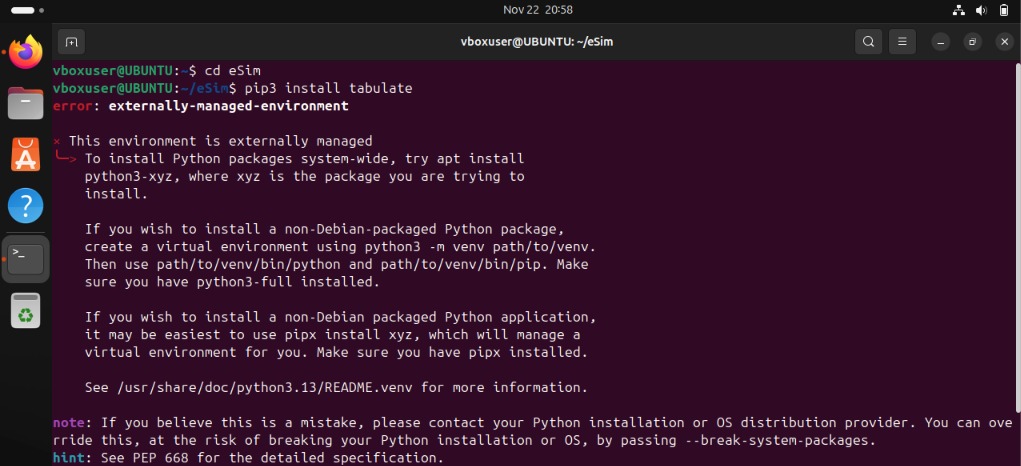 Nov 22 20:58
vboxuser@UBUNTU: ~/eSim
vboxuser@UBUNTU:~$ cd eSim
vboxuser@UBUNTU:~/eSim$ pip3 install tabulate
error: externally-managed-environment
× This environment is externally managed
╰─> To install Python packages system-wide, try apt install
python3-xyz, where xyz is the package you are trying to
install.
If you wish to install a non-Debian-packaged Python package,
create a virtual environment using python3 -m venv path/to/venv.
Then use path/to/venv/bin/python and path/to/venv/bin/pip. Make
sure you have python3-full installed.
If you wish to install a non-Debian packaged Python application,
it may be easiest to use pipx install xyz, which will manage a
virtual environment for you. Make sure you have pipx installed.
See /usr/share/doc/python3.13/README.venv for more information.
note: If you believe this is a mistake, please contact your Python installation or OS distribution provider. You can ove
rride this, at the risk of breaking your Python installation or OS, by passing --break-system-packages.
hint: See PEP 668 for the detailed specification.